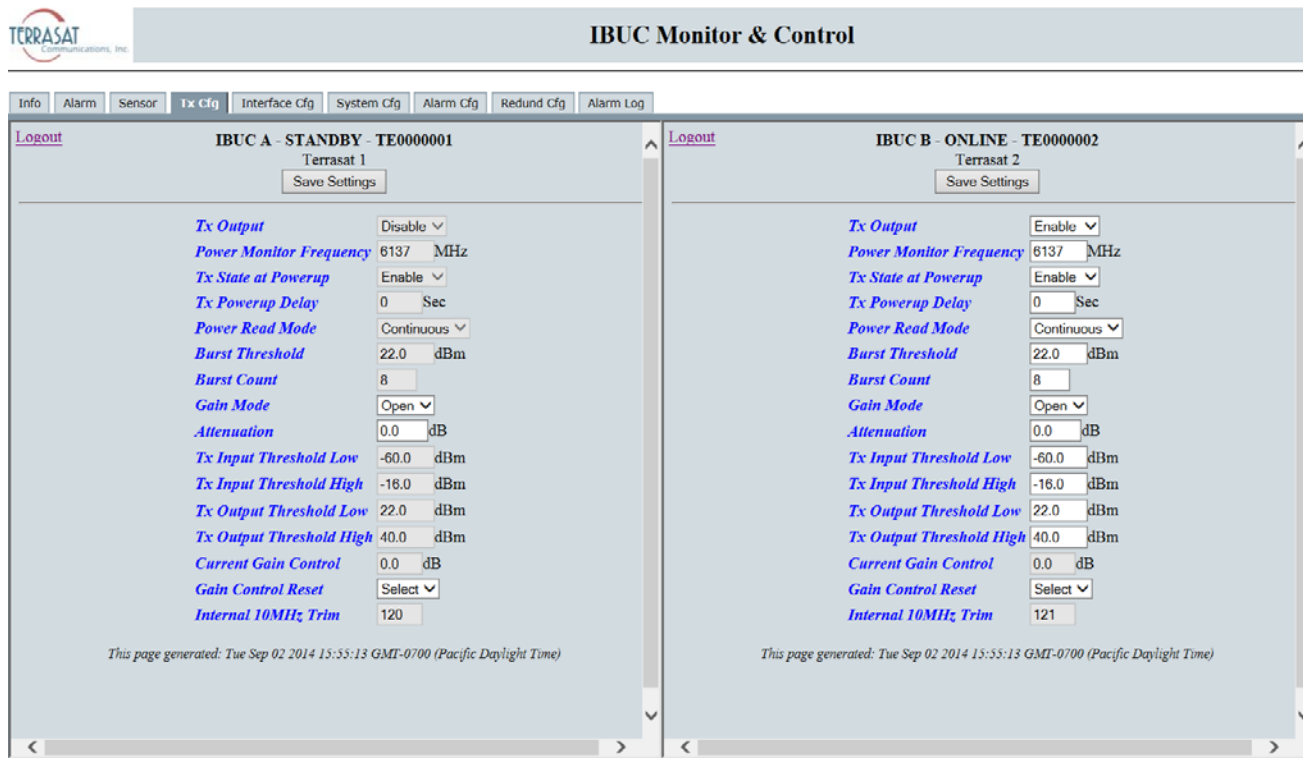 TERRASAT
Communications, Inc.
IBUC Monitor & Control
Info Alarm Sensor Tx Cfg Interface Cfg System Cfg Alarm Cfg Redund Cfg Alarm Log
Logout
IBUC A - STANDBY - TE0000001
Terrasat 1
Save Settings
Tx Output Disable
Power Monitor Frequency 6137 MHz
Tx State at Powerup Enable
Tx Powerup Delay 0 Sec
Power Read Mode Continuous
Burst Threshold 22.0 dBm
Burst Count 8
Gain Mode Open
Attenuation 0.0 dB
Tx Input Threshold Low -60.0 dBm
Tx Input Threshold High -16.0 dBm
Tx Output Threshold Low 22.0 dBm
Tx Output Threshold High 40.0 dBm
Current Gain Control 0.0 dB
Gain Control Reset Select
Internal 10MHz Trim 120
This page generated: Tue Sep 02 2014 15:55:13 GMT-0700 (Pacific Daylight Time)
Logout
IBUC B - ONLINE - TE0000002
Terrasat 2
Save Settings
Tx Output Enable
Power Monitor Frequency 6137 MHz
Tx State at Powerup Enable
Tx Powerup Delay 0 Sec
Power Read Mode Continuous
Burst Threshold 22.0 dBm
Burst Count 8
Gain Mode Open
Attenuation 0.0 dB
Tx Input Threshold Low -60.0 dBm
Tx Input Threshold High -16.0 dBm
Tx Output Threshold Low 22.0 dBm
Tx Output Threshold High 40.0 dBm
Current Gain Control 0.0 dB
Gain Control Reset Select
Internal 10MHz Trim 121
This page generated: Tue Sep 02 2014 15:55:13 GMT-0700 (Pacific Daylight Time)